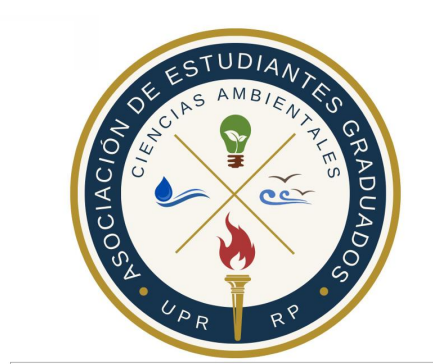 ASOCIACIÓN DE ESTUDIANTES GRADUADOS
CIENCIAS AMBIENTALES
UPR RP